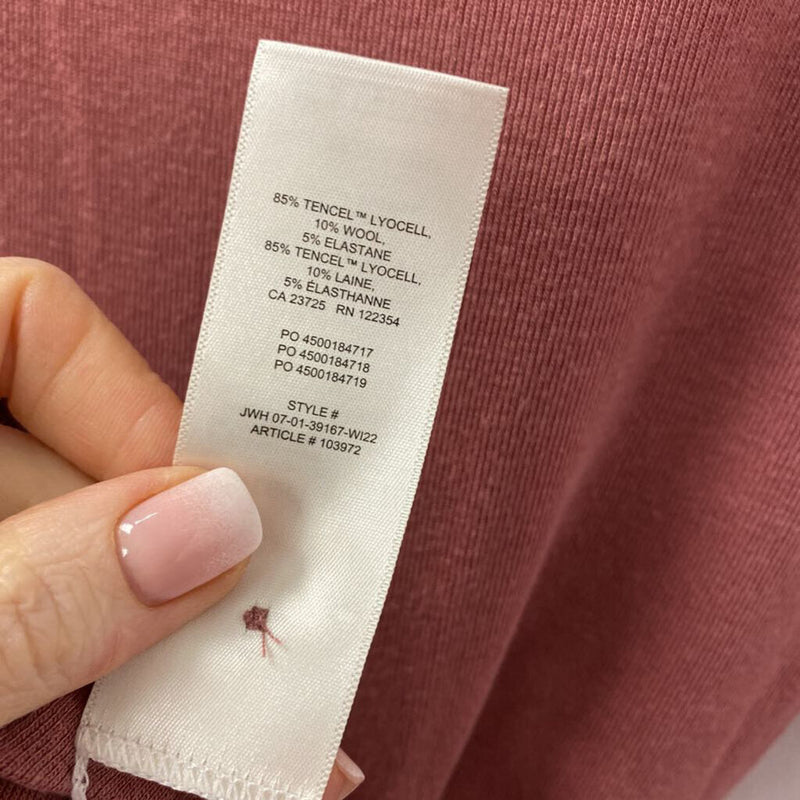 85% TENCEL™ LYOCELL,
10% WOOL,
5% ELASTANE
85% TENCEL™ LYOCELL,
10% LAINE,
5% ÉLASTHANNE
CA 23725 RN 122354
PO 4500184717
PO 4500184718
PO 4500184719
STYLE #
JWH 07-01-39167-WI22
ARTICLE # 103972